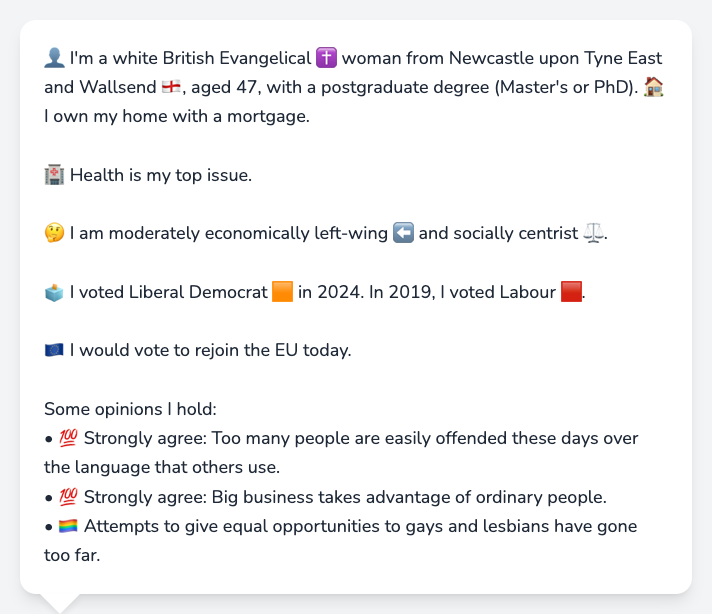 👤 I'm a white British Evangelical ✝️ woman from Newcastle upon Tyne East
and Wallsend 🏴󠁧󠁢󠁥󠁮󠁧󠁿, aged 47, with a postgraduate degree (Master's or PhD). 🏠
I own my home with a mortgage.
🏥 Health is my top issue.
🤔 I am moderately economically left-wing ⬅️ and socially centrist ⚖️.
🗳️ I voted Liberal Democrat 🟧 in 2024. In 2019, I voted Labour 🟥.
🇪🇺 I would vote to rejoin the EU today.
Some opinions I hold:
• 💯 Strongly agree: Too many people are easily offended these days over
the language that others use.
• 💯 Strongly agree: Big business takes advantage of ordinary people.
• 🏳️‍🌈 Attempts to give equal opportunities to gays and lesbians have gone
too far.